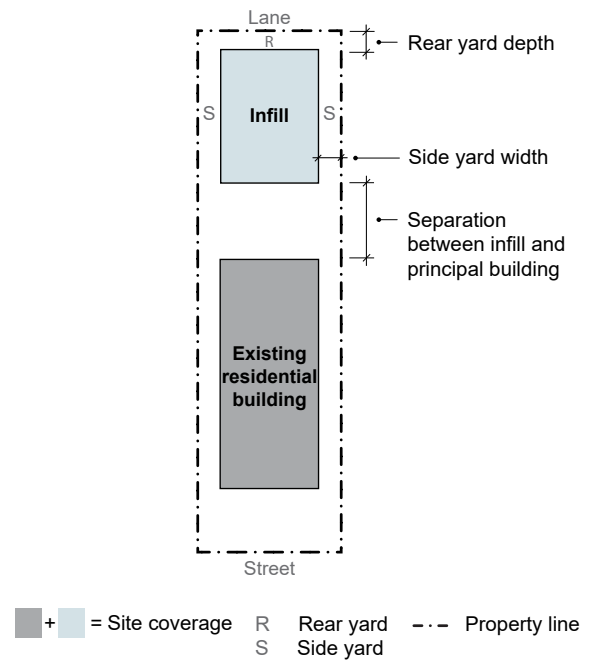 Lane
R
Rear yard depth
S
Infill
S
Side yard width
Separation
between infill and
principal building
Existing
residential
building
Street
+ = Site coverage
R Rear yard
S Side yard
Property line